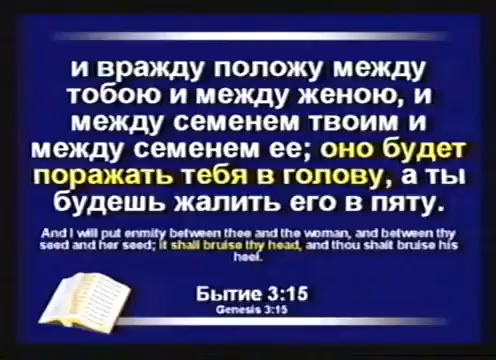 и вражду положу между
тобою и между женою, и
между семенем твоим и
между семенем ее; оно будет
поражать тебя в голову, а ты
будешь жалить его в пяту.
And I will put enmity between thee and the woman, and between thy
seed and her seed; it shall bruise thy head, and thou shalt bruise his
heel.
Бытие 3:15
Genesis 3:15